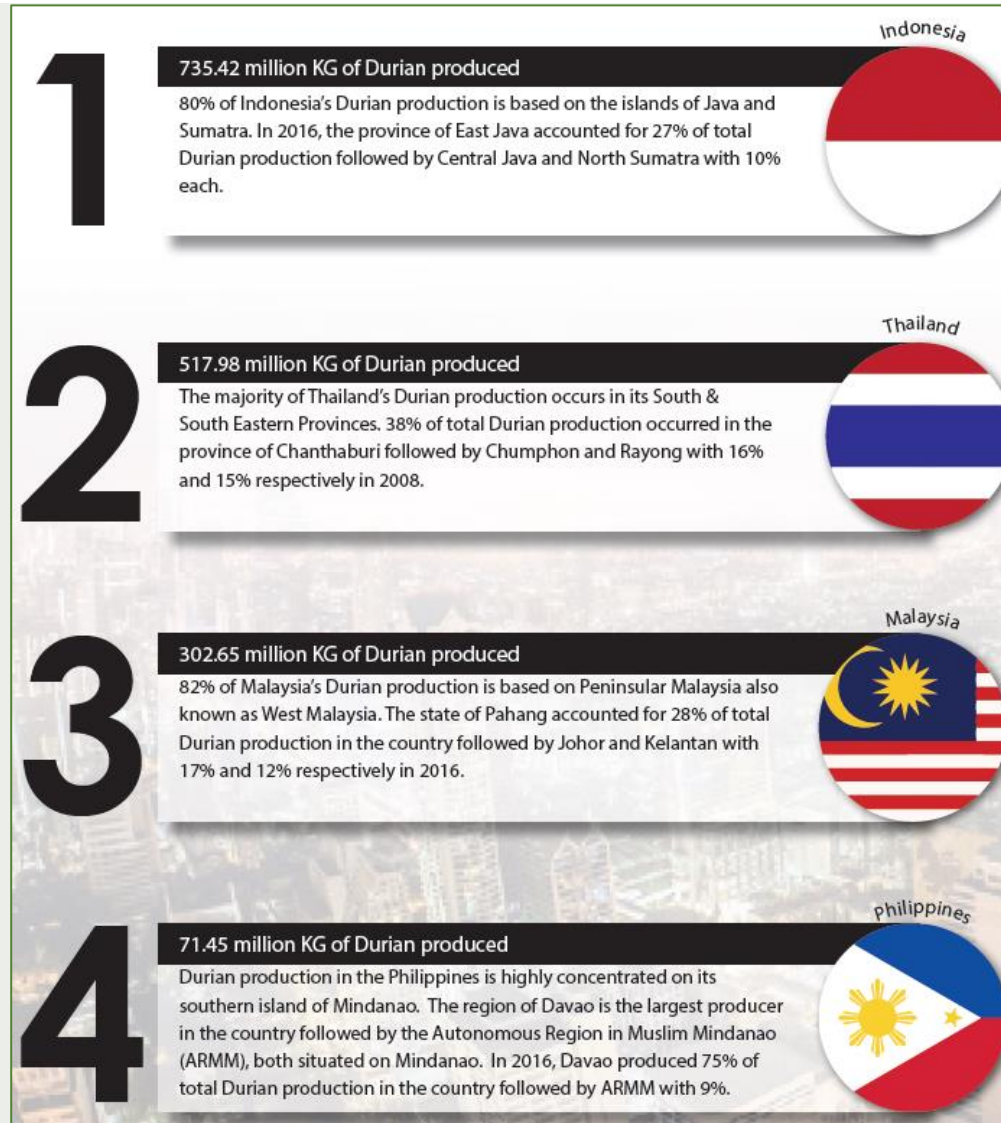 1
Indonesia
735.42 million KG of Durian produced
80% of Indonesia's Durian production is based on the islands of Java and
Sumatra. In 2016, the province of East Java accounted for 27% of total
Durian production followed by Central Java and North Sumatra with 10%
each.
2
Thailand
517.98 million KG of Durian produced
The majority of Thailand's Durian production occurs in its South &
South Eastern Provinces. 38% of total Durian production occurred in the
province of Chanthaburi followed by Chumphon and Rayong with 16%
and 15% respectively in 2008.
3
Malaysia
302.65 million KG of Durian produced
82% of Malaysia's Durian production is based on Peninsular Malaysia also
known as West Malaysia. The state of Pahang accounted for 28% of total
Durian production in the country followed by Johor and Kelantan with
17% and 12% respectively in 2016.
4
Philippines
71.45 million KG of Durian produced
Durian production in the Philippines is highly concentrated on its
southern island of Mindanao. The region of Davao is the largest producer
in the country followed by the Autonomous Region in Muslim Mindanao
(ARMM), both situated on Mindanao. In 2016, Davao produced 75% of
total Durian production in the country followed by ARMM with 9%.